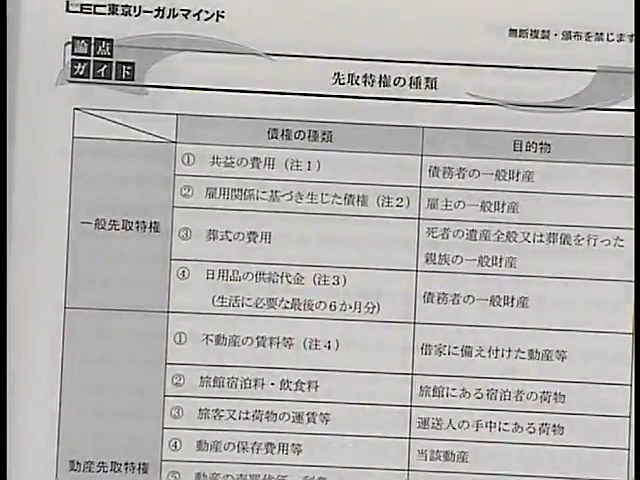 LEC東京リーガルマインド
無断複製・頒布を禁じます
論点
ガイド
先取特権の種類
債権の種類
目的物
一般先取特権
① 共益の費用（注１）
債務者の一般財産
② 雇用関係に基づき生じた債権（注２）
雇主の一般財産
③ 葬式の費用
死者の遺産全般又は葬儀を行った
親族の一般財産
④ 日用品の供給代金（注３）
（生活に必要な最後の６か月分）
債務者の一般財産
動産先取特権
① 不動産の賃料等（注４）
借家に備え付けた動産等
② 旅館宿泊料・飲食料
旅館にある宿泊者の荷物
③ 旅客又は荷物の運賃等
運送人の手中にある荷物
④ 動産の保存費用等
当該動産